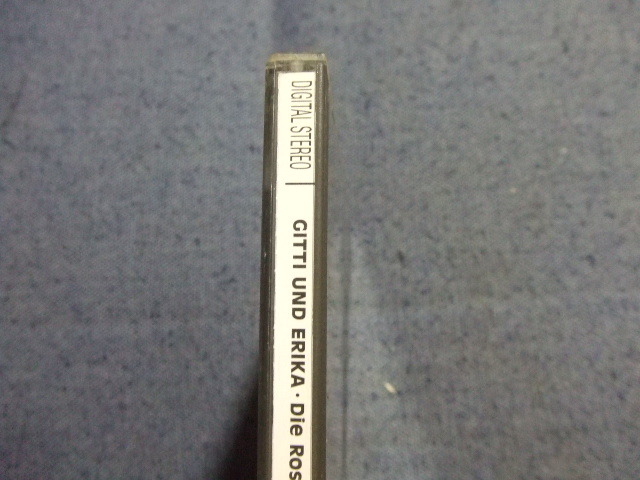 DIGITAL STEREO | GITTI UND ERIKA · Die Ros